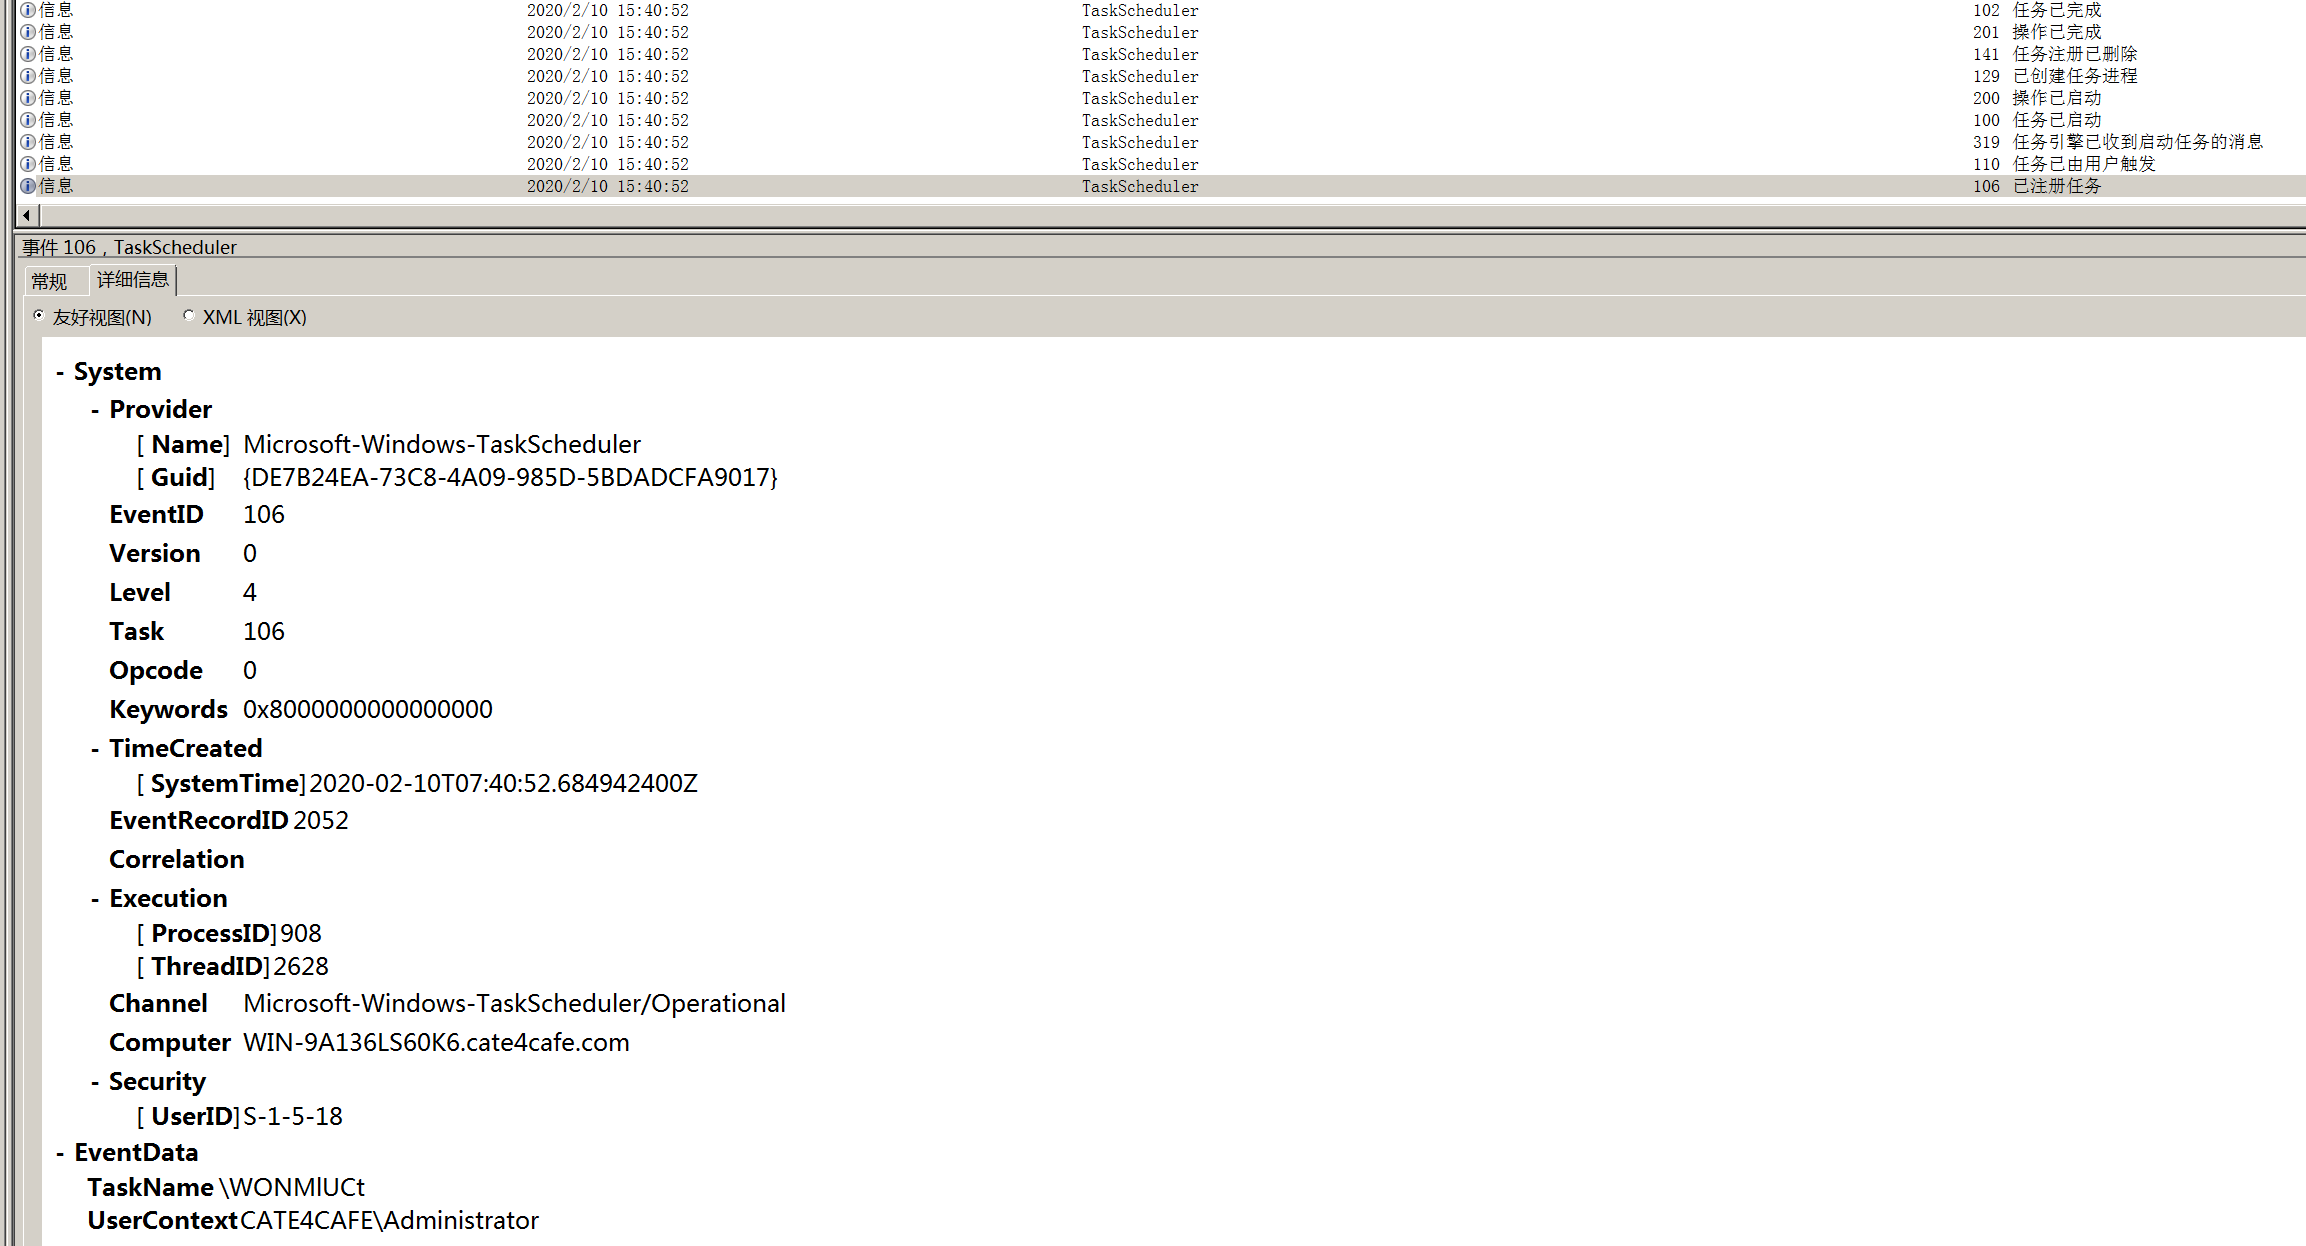 信息 2020/2/10 15:40:52 TaskScheduler 102 任务已完成
信息 2020/2/10 15:40:52 TaskScheduler 201 操作已完成
信息 2020/2/10 15:40:52 TaskScheduler 141 任务注册已删除
信息 2020/2/10 15:40:52 TaskScheduler 129 已创建任务进程
信息 2020/2/10 15:40:52 TaskScheduler 200 操作已启动
信息 2020/2/10 15:40:52 TaskScheduler 100 任务已启动
信息 2020/2/10 15:40:52 TaskScheduler 319 任务引擎已收到启动任务的消息
信息 2020/2/10 15:40:52 TaskScheduler 110 任务已由用户触发
信息 2020/2/10 15:40:52 TaskScheduler 106 已注册任务
事件 106，TaskScheduler
常规 详细信息
友好视图(N) XML 视图(X)
- System
- Provider
[ Name] Microsoft-Windows-TaskScheduler
[ Guid] {DE7B24EA-73C8-4A09-985D-5BDADCFA9017}
EventID 106
Version 0
Level 4
Task 106
Opcode 0
Keywords 0x8000000000000000
- TimeCreated
[ SystemTime] 2020-02-10T07:40:52.684942400Z
EventRecordID 2052
Correlation
- Execution
[ ProcessID] 908
[ ThreadID] 2628
Channel Microsoft-Windows-TaskScheduler/Operational
Computer WIN-9A136LS60K6.cate4cafe.com
- Security
[ UserID] S-1-5-18
- EventData
TaskName \WONMlUCt
UserContext CATE4CAFE\Administrator